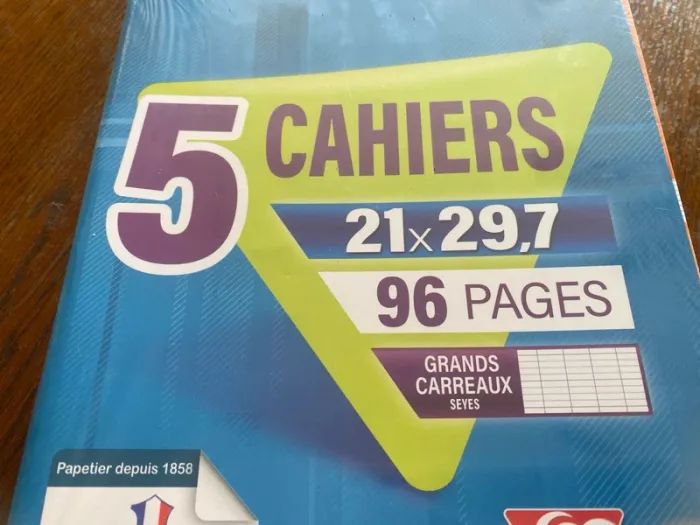 5 CAHIERS
21x29,7
96 PAGES
GRANDS
CARREAUX
SEYES
Papetier depuis 1858